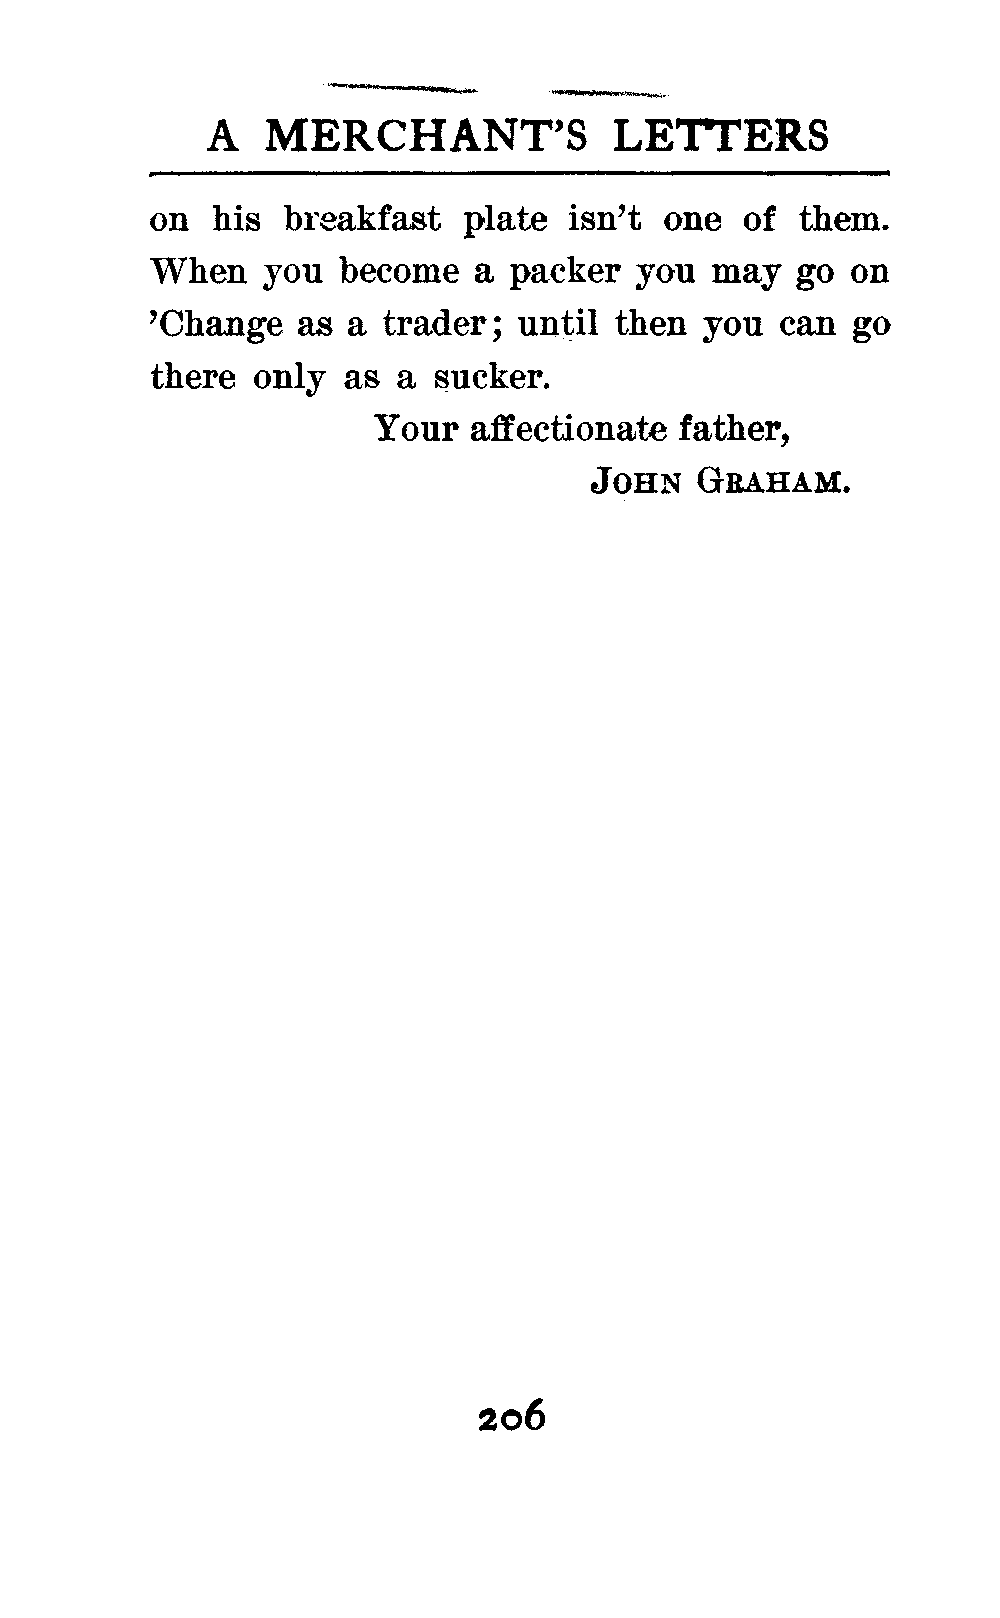 A MERCHANT'S LETTERS
on his breakfast plate isn't one of them.
When you become a packer you may go on
'Change as a trader; until then you can go
there only as a sucker.
Your affectionate father,
JOHN GRAHAM.
206